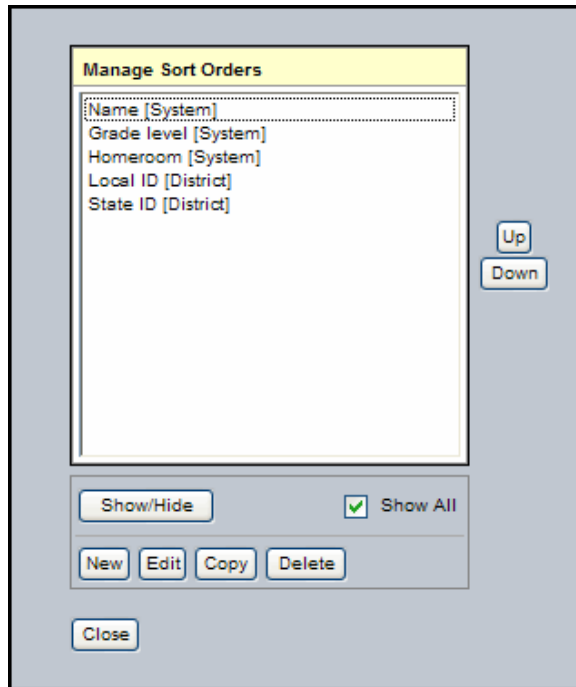 Manage Sort Orders
Name [System]
Grade level [System]
Homeroom [System]
Local ID [District]
State ID [District]
Up
Down
Show/Hide
Show All
New Edit Copy Delete
Close